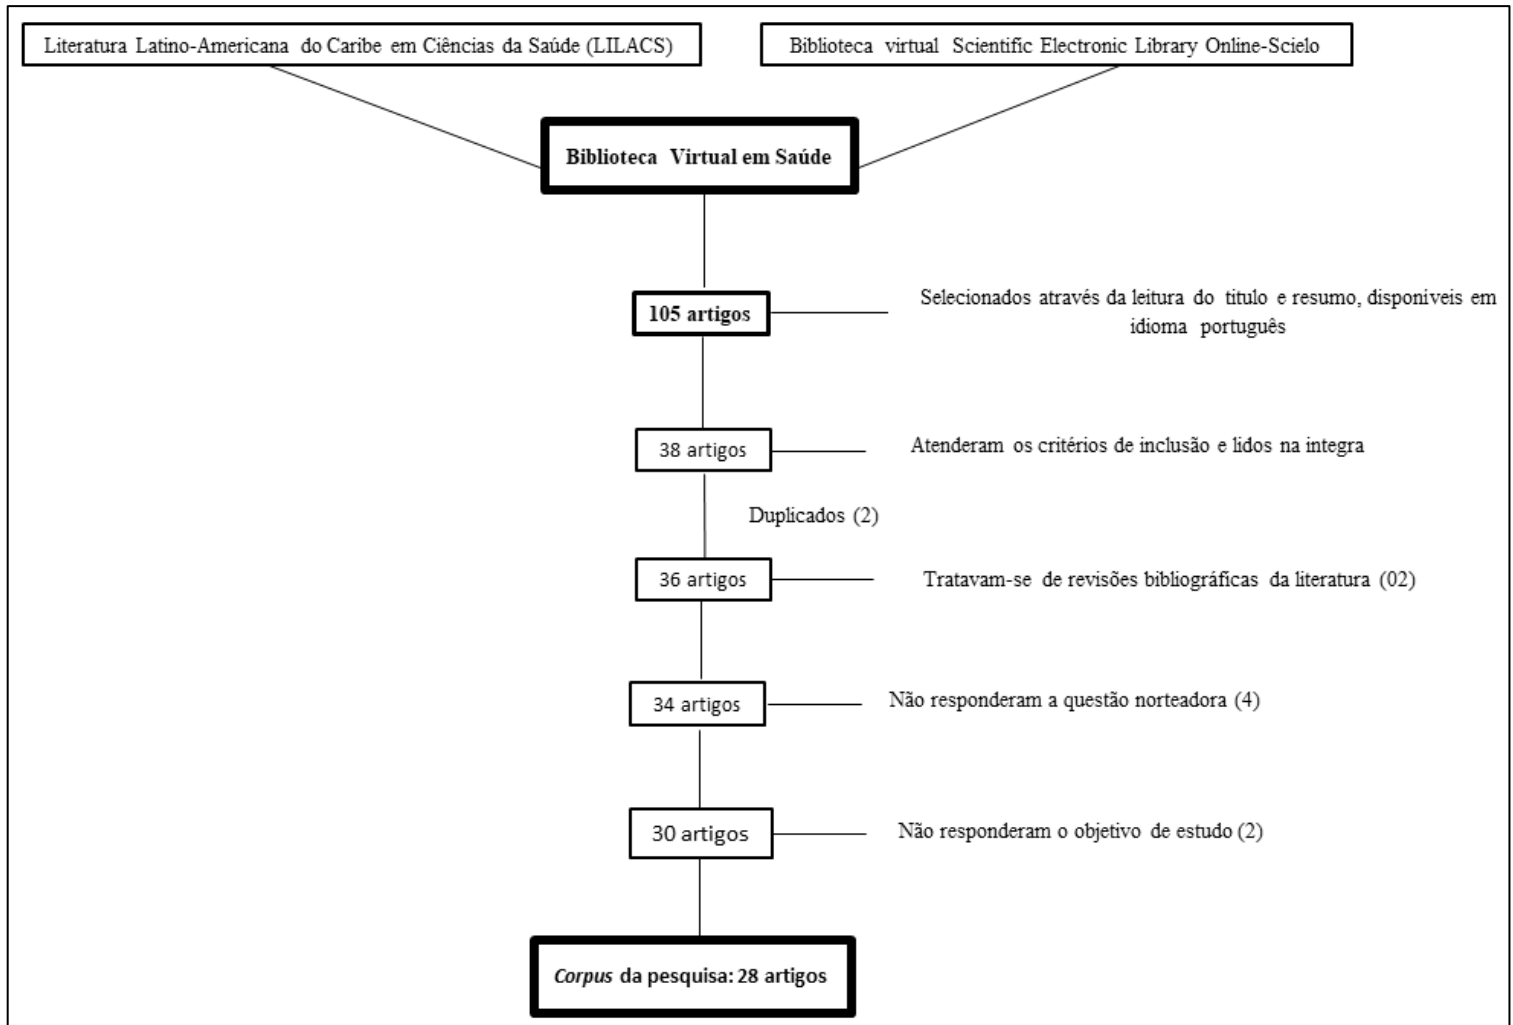 Literatura Latino-Americana do Caribe em Ciências da Saúde (LILACS)
Biblioteca virtual Scientific Electronic Library Online-Scielo
Biblioteca Virtual em Saúde
105 artigos
Selecionados através da leitura do titulo e resumo, disponiveis em
idioma português
38 artigos
Atenderam os critérios de inclusão e lidos na integra
Duplicados (2)
36 artigos
Tratavam-se de revisões bibliográficas da literatura (02)
34 artigos
Não responderam a questão norteadora (4)
30 artigos
Não responderam o objetivo de estudo (2)
Corpus da pesquisa: 28 artigos